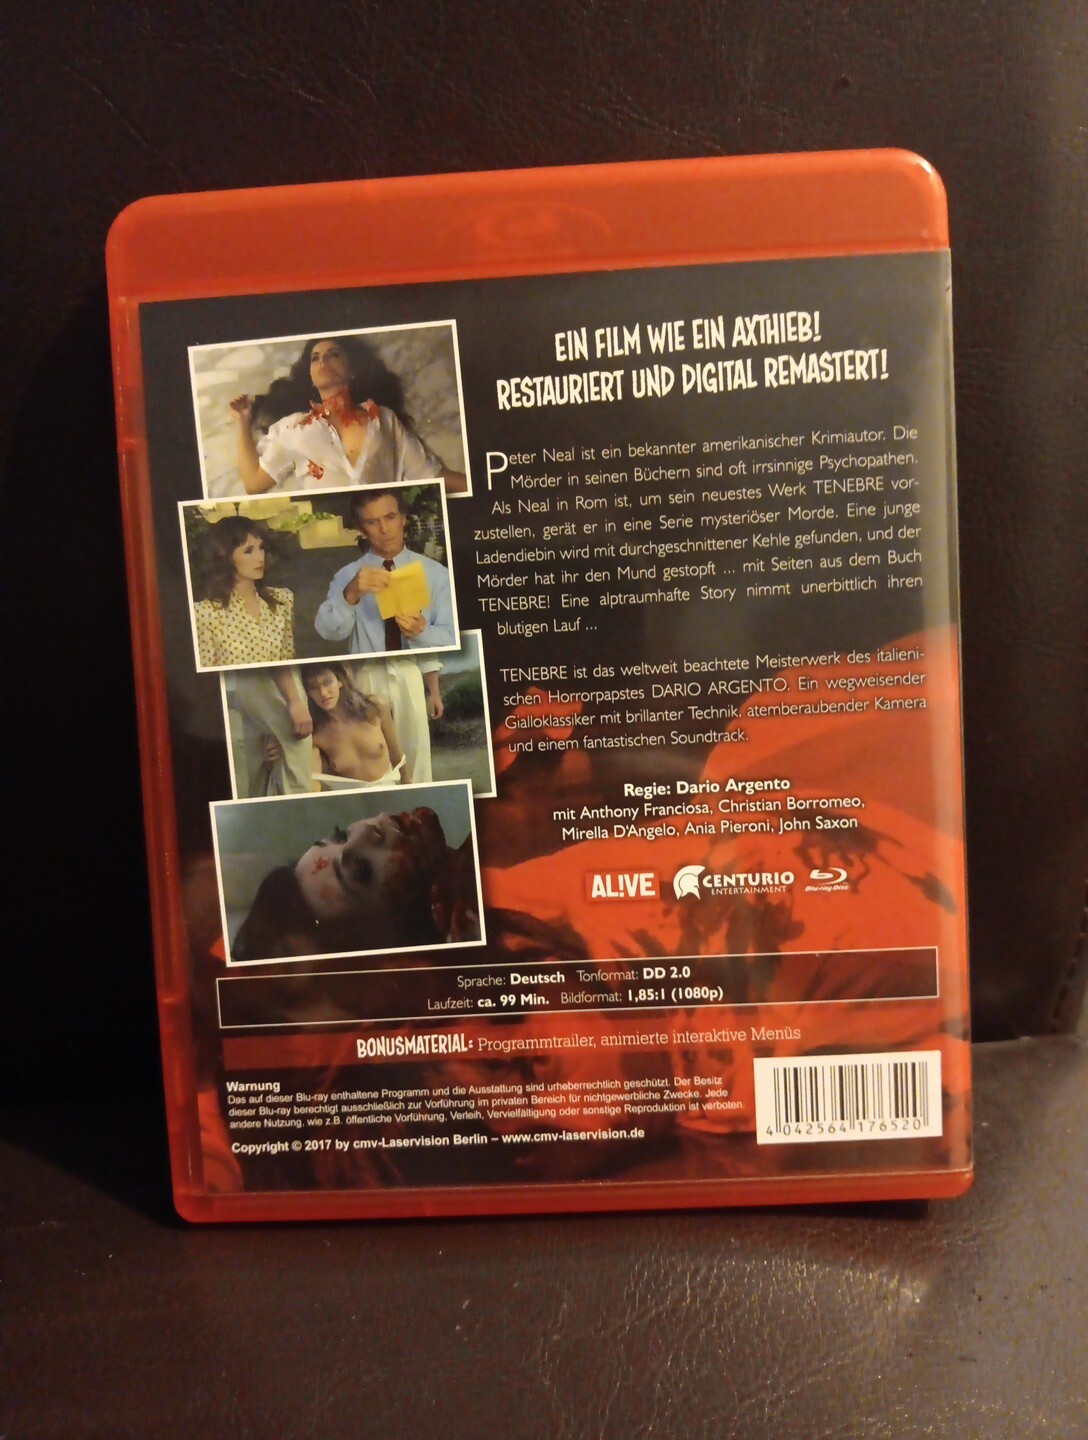 EIN FILM WIE EIN AXTHIEB!
RESTAURIERT UND DIGITAL REMASTERT!
Peter Neal ist ein bekannter amerikanischer Krimiautor. Die
Mörder in seinen Büchern sind oft irrsinnige Psychopathen.
Als Neal in Rom ist, um sein neuestes Werk TENEBRE vor-
zustellen, gerät er in eine Serie mysteriöser Morde. Eine junge
Ladendiebin wird mit durchgeschnittener Kehle gefunden, und der
Mörder hat ihr den Mund gestopft ... mit Seiten aus dem Buch
TENEBRE! Eine alptraumhafte Story nimmt unerbittlich ihren
blutigen Lauf ...
TENEBRE ist das weltweit beachtete Meisterwerk des italieni-
schen Horrorpapstes DARIO ARGENTO. Ein wegweisender
Gialloklassiker mit brillanter Technik, atemberaubender Kamera
und einem fantastischen Soundtrack.
Regie: Dario Argento
mit Anthony Franciosa, Christian Borromeo,
Mirella D'Angelo, Ania Pieroni, John Saxon
AL!VE CENTURIO ENTERTAINMENT Blu-ray Disc
Sprache: Deutsch Tonformat: DD 2.0
Laufzeit: ca. 99 Min. Bildformat: 1,85:1 (1080p)
BONUSMATERIAL: Programmtrailer, animierte interaktive Menüs
Warnung
Das auf dieser Blu-ray enthaltene Programm und die Ausstattung sind urheberrechtlich geschützt. Der Besitz
dieser Blu-ray berechtigt ausschließlich zur Vorführung im privaten Bereich für nichtgewerbliche Zwecke. Jede
andere Nutzung, wie z.B. öffentliche Vorführung, Verleih, Vervielfältigung oder sonstige Reproduktion ist verboten.
Copyright © 2017 by cmv-Laservision Berlin – www.cmv-laservision.de
4 042564 176520